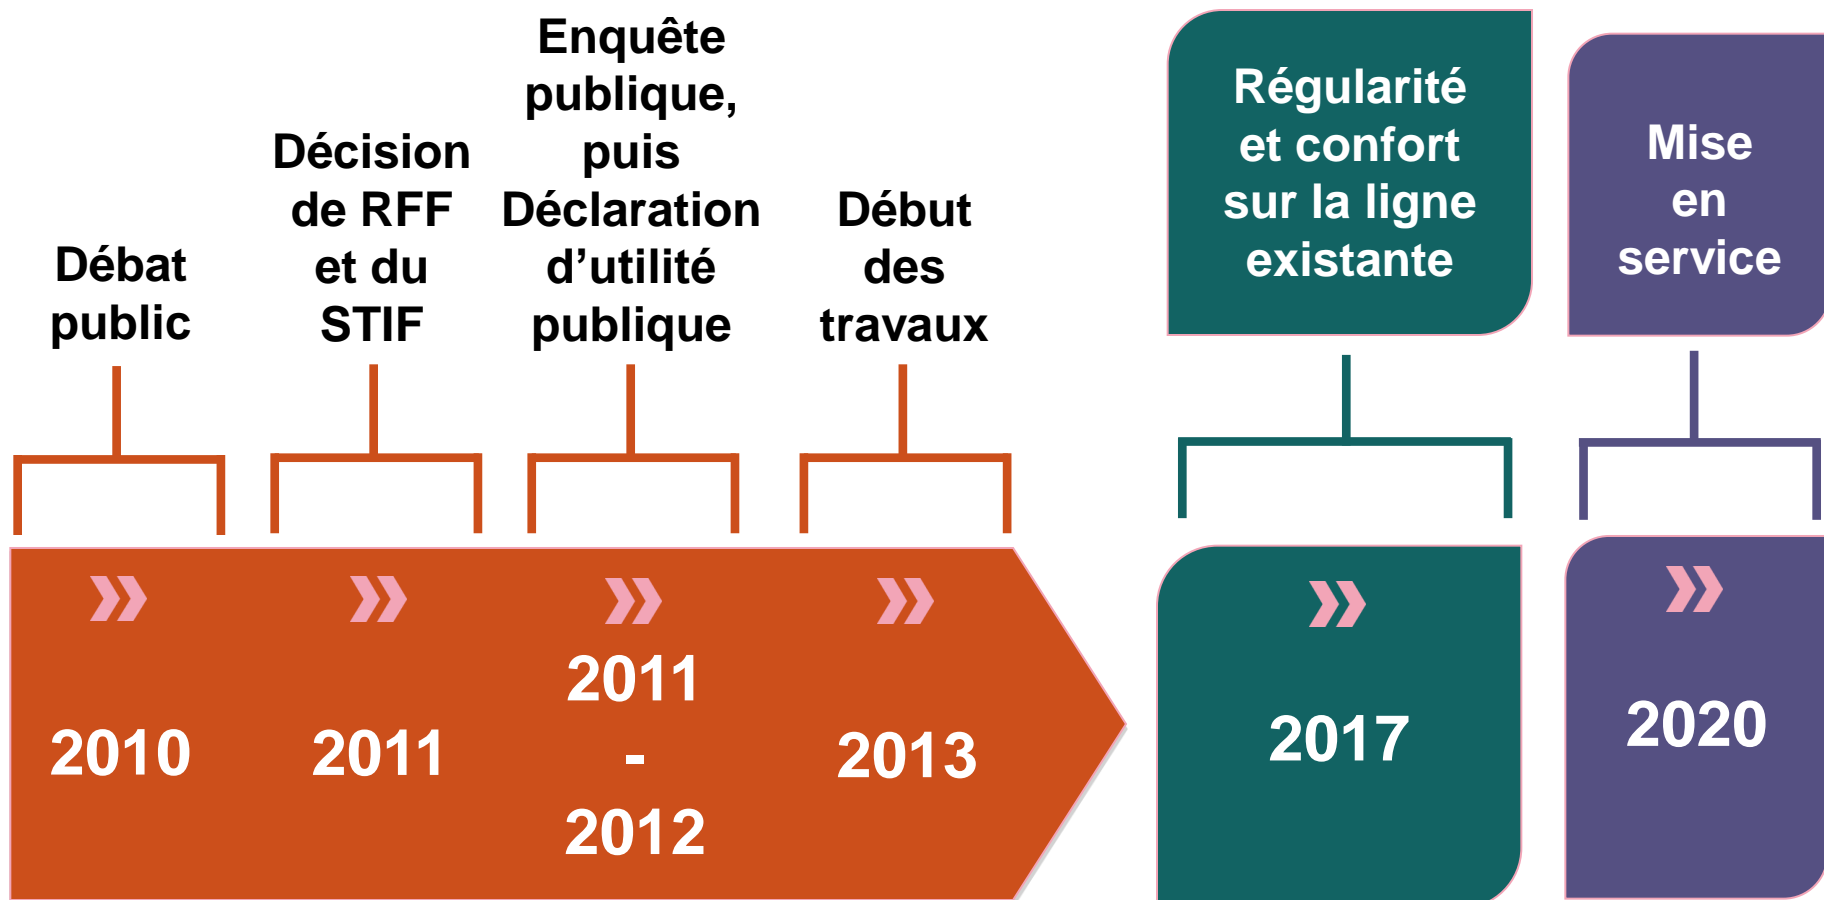 Débat
public
Décision
de RFF
et du
STIF
Enquête
publique,
puis
Déclaration
d’utilité
publique
Début
des
travaux
Régularité
et confort
sur la ligne
existante
Mise
en
service
2010
2011
2011
-
2012
2013
2017
2020